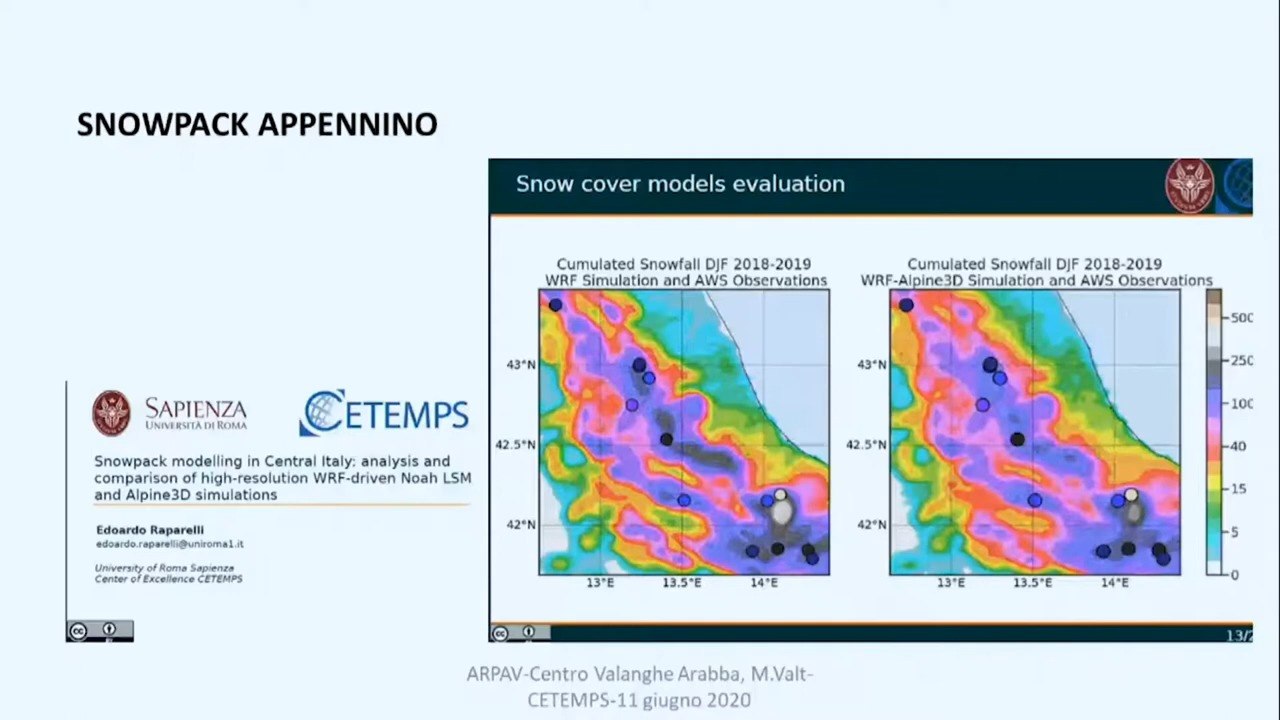 SNOWPACK APPENNINO
SAPIENZA
UNIVERSITÀ DI ROMA
CETEMPS
Snowpack modelling in Central Italy: analysis and
comparison of high-resolution WRF-driven Noah LSM
and Alpine3D simulations
Edoardo Raparelli
edoardo.raparelli@uniroma1.it
University of Roma Sapienza
Center of Excellence CETEMPS
cc
BY
Snow cover models evaluation
Cumulated Snowfall DJF 2018-2019
WRF Simulation and AWS Observations
43°N
42.5°N
42°N
13°E 13.5°E 14°E
Cumulated Snowfall DJF 2018-2019
WRF-Alpine3D Simulation and AWS Observations
43°N
42.5°N
42°N
13°E 13.5°E 14°E
500
250
100
40
15
5
0
cc
13/2
ARPAV-Centro Valanghe Arabba, M.Valt-
CETEMPS-11 giugno 2020